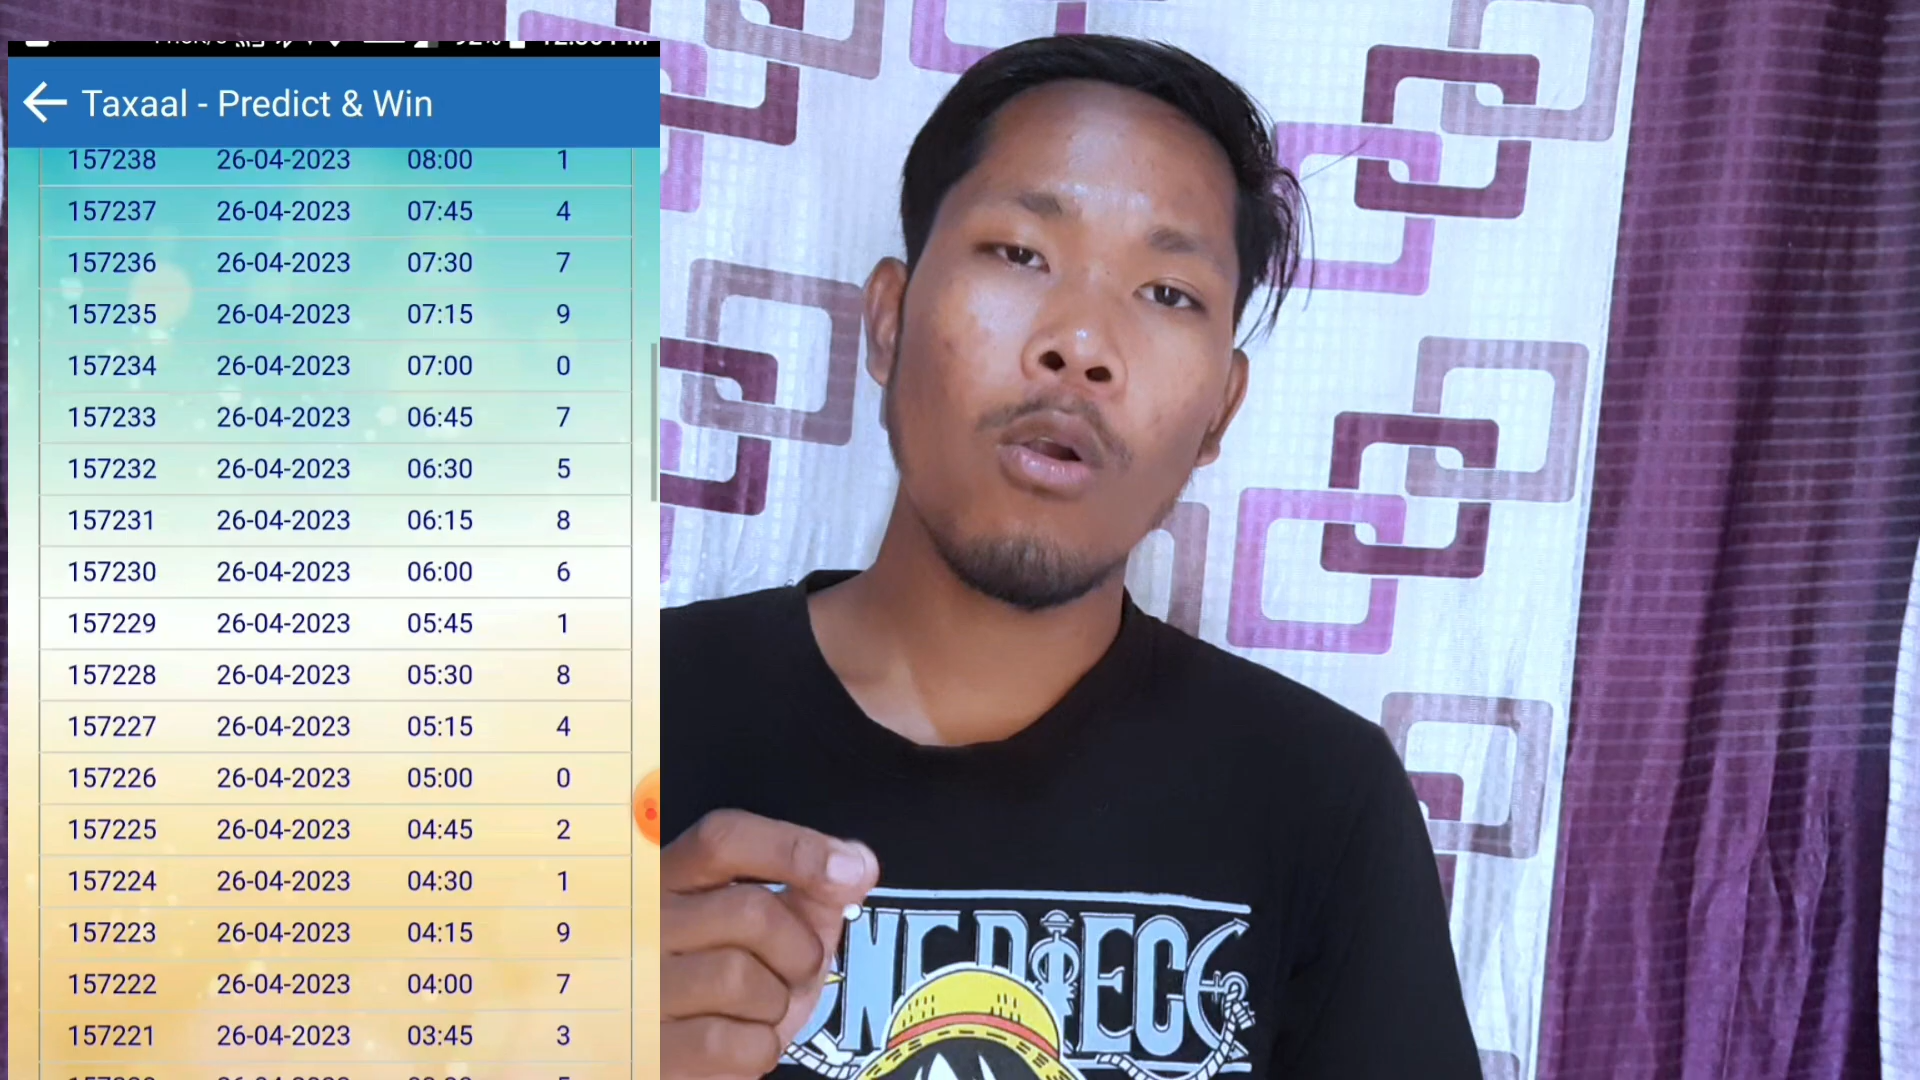 Taxaal - Predict & Win
157238 26-04-2023 08:00 1
157237 26-04-2023 07:45 4
157236 26-04-2023 07:30 7
157235 26-04-2023 07:15 9
157234 26-04-2023 07:00 0
157233 26-04-2023 06:45 7
157232 26-04-2023 06:30 5
157231 26-04-2023 06:15 8
157230 26-04-2023 06:00 6
157229 26-04-2023 05:45 1
157228 26-04-2023 05:30 8
157227 26-04-2023 05:15 4
157226 26-04-2023 05:00 0
157225 26-04-2023 04:45 2
157224 26-04-2023 04:30 1
157223 26-04-2023 04:15 9
157222 26-04-2023 04:00 7
157221 26-04-2023 03:45 3
ONE PIECE